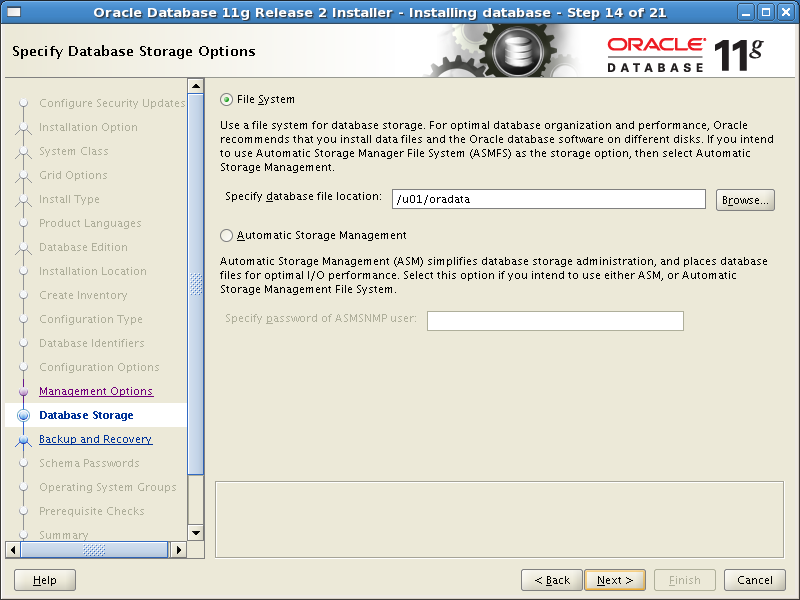 Oracle Database 11g Release 2 Installer - Installing database - Step 14 of 21
Specify Database Storage Options
ORACLE®
DATABASE
11g
Configure Security Updates
Installation Option
System Class
Grid Options
Install Type
Product Languages
Database Edition
Installation Location
Create Inventory
Configuration Type
Database Identifiers
Configuration Options
Management Options
Database Storage
Backup and Recovery
Schema Passwords
Operating System Groups
Prerequisite Checks
Summary
File System
Use a file system for database storage. For optimal database organization and performance, Oracle
recommends that you install data files and the Oracle database software on different disks. If you intend
to use Automatic Storage Manager File System (ASMFS) as the storage option, then select Automatic
Storage Management.
Specify database file location: /u01/oradata Browse...
Automatic Storage Management
Automatic Storage Management (ASM) simplifies database storage administration, and places database
files for optimal I/O performance. Select this option if you intend to use either ASM, or Automatic
Storage Management File System.
Specify password of ASMSNMP user:
Help < Back Next > Finish Cancel